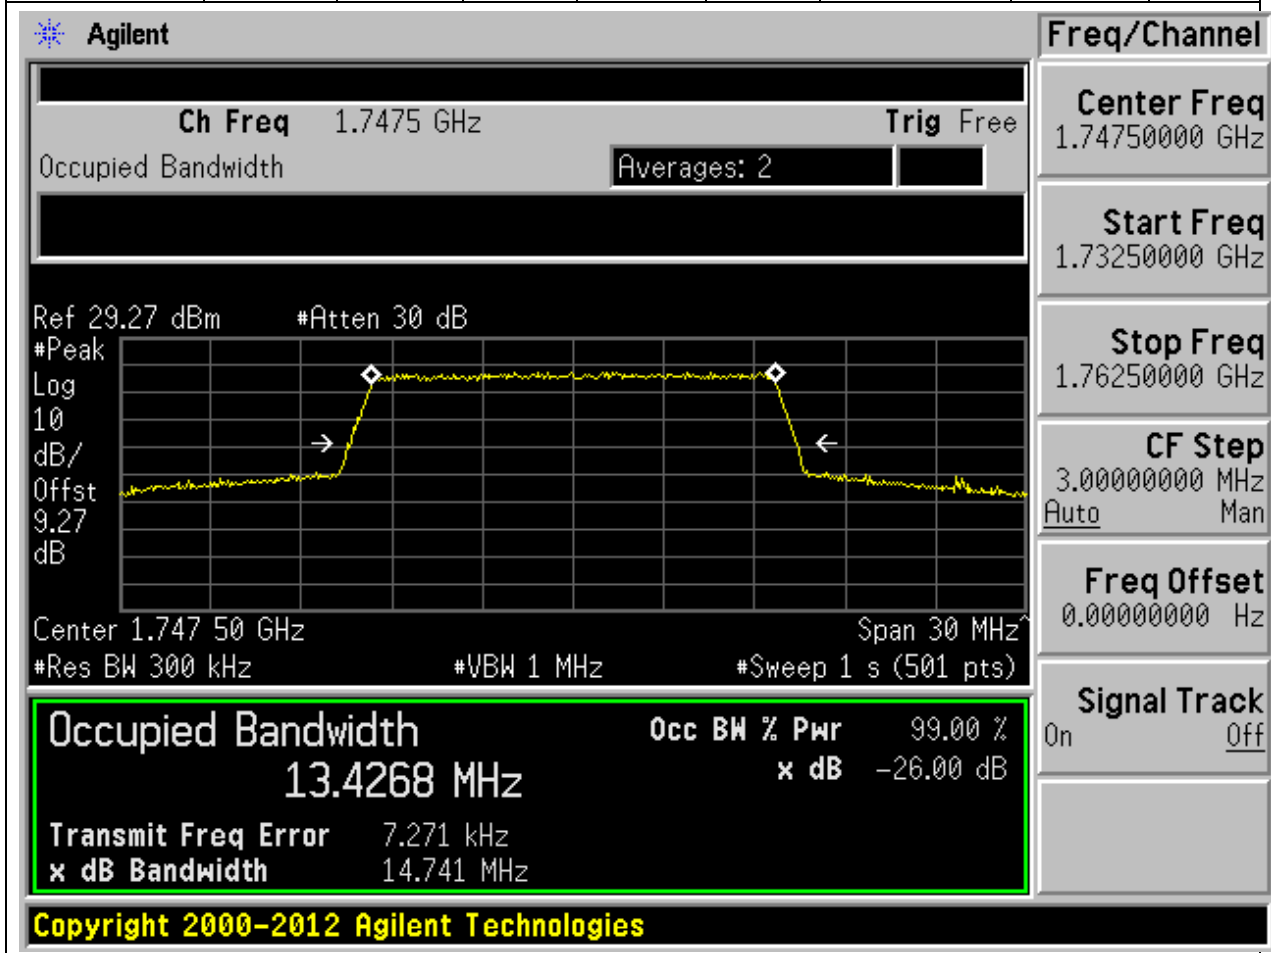 Agilent
Freq/Channel
Ch Freq 1.7475 GHz Trig Free
Occupied Bandwidth Averages: 2
Center Freq
1.74750000 GHz
Start Freq
1.73250000 GHz
Stop Freq
1.76250000 GHz
CF Step
3.00000000 MHz
Auto Man
Freq Offset
0.00000000 Hz
Signal Track
On Off
Ref 29.27 dBm #Atten 30 dB
#Peak
Log
10
dB/
Offst
9.27
dB
Center 1.747 50 GHz Span 30 MHz^
#Res BW 300 kHz #VBW 1 MHz #Sweep 1 s (501 pts)
Occupied Bandwidth Occ BW % Pwr 99.00 %
13.4268 MHz x dB -26.00 dB
Transmit Freq Error 7.271 kHz
x dB Bandwidth 14.741 MHz
Copyright 2000-2012 Agilent Technologies